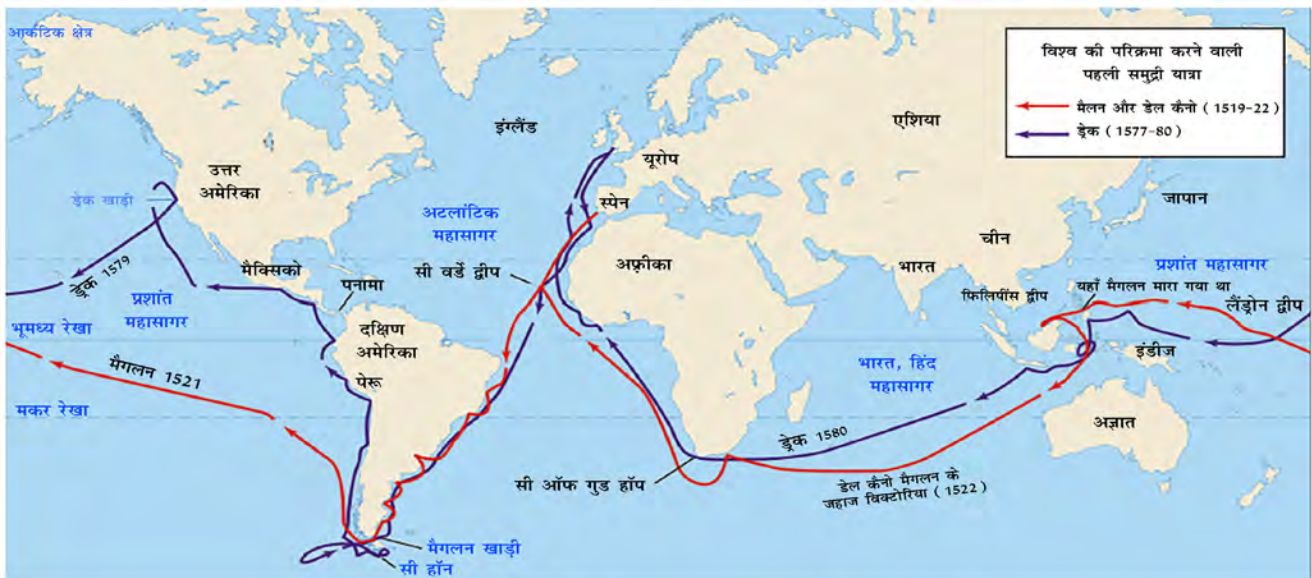 आर्कटिक क्षेत्र
विश्व की परिक्रमा करने वाली
पहली समुद्री यात्रा
मैलन और डेल कैनो (1519-22)
ड्रेक (1577-80)
इंग्लैंड
एशिया
यूरोप
उत्तर
अमेरिका
ड्रेक खाड़ी
स्पेन
जापान
अटलांटिक
महासागर
चीन
मैक्सिको
सी वर्डे द्वीप
अफ्रीका
भारत
प्रशांत महासागर
ड्रेक 1579
पनामा
फिलिपींस द्वीप
यहाँ मैगलन मारा गया था
प्रशांत
महासागर
लैंड्रोन द्वीप
भूमध्य रेखा
दक्षिण
अमेरिका
इंडीज
मैगलन 1521
पेरू
भारत, हिंद
महासागर
मकर रेखा
अज्ञात
ड्रेक 1580
सी ऑफ गुड हॉप
डेल कैनो मैगलन के
जहाज विक्टोरिया (1522)
मैगलन खाड़ी
सी हॉन